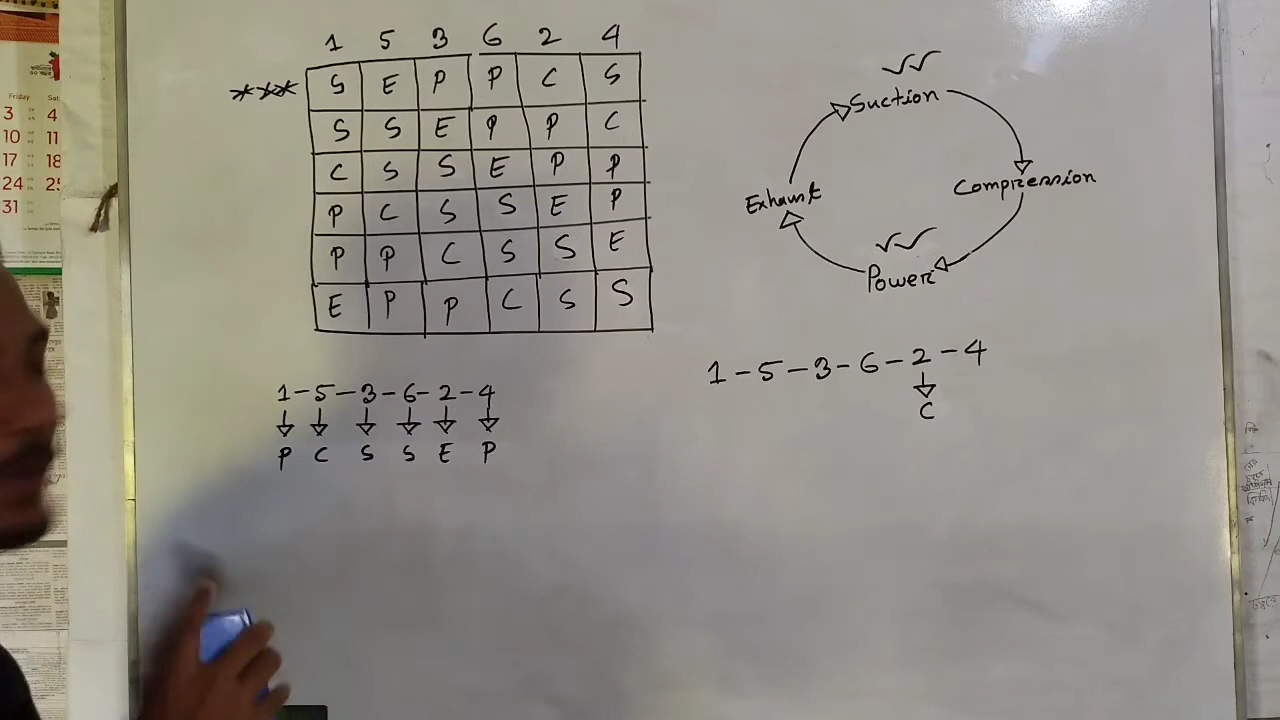 1 5 3 6 2 4
*** S E P P C S
S S E P P C
C S S E P P
P C S S E P
P P C S S E
E P P C S S
1-5-3-6-2-4
P C S S E P
Suction
Compression
Power
Exhaust
1-5-3-6-2-4
C
Friday Sat
3 4
10 11
17 18
24 25
31